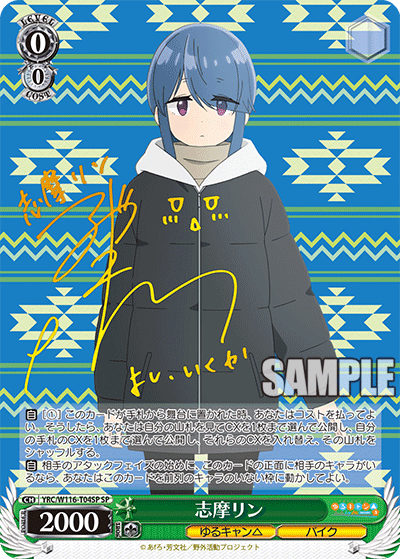 LEVEL
0
0
COST
志摩リン
よし、いくか
SAMPLE
自 [①] このカードが手札から舞台に置かれた時、あなたはコストを払ってよ
い。そうしたら、あなたは自分の山札を見てCXを1枚まで選んで公開し、自分
の手札のCXを1枚まで選んで公開し、それらのCXを入れ替え、その山札を
シャッフルする。
自 相手のアタックフェイズの始めに、このカードの正面に相手のキャラがいる
なら、あなたはこのカードを前列のキャラのいない枠に動かしてよい。
CH YRC/W116-T04SP SP
2000
志摩リン
ゆるキャン△
ゆるキャン△
バイク
©あfろ・芳文社/野外活動プロジェクト